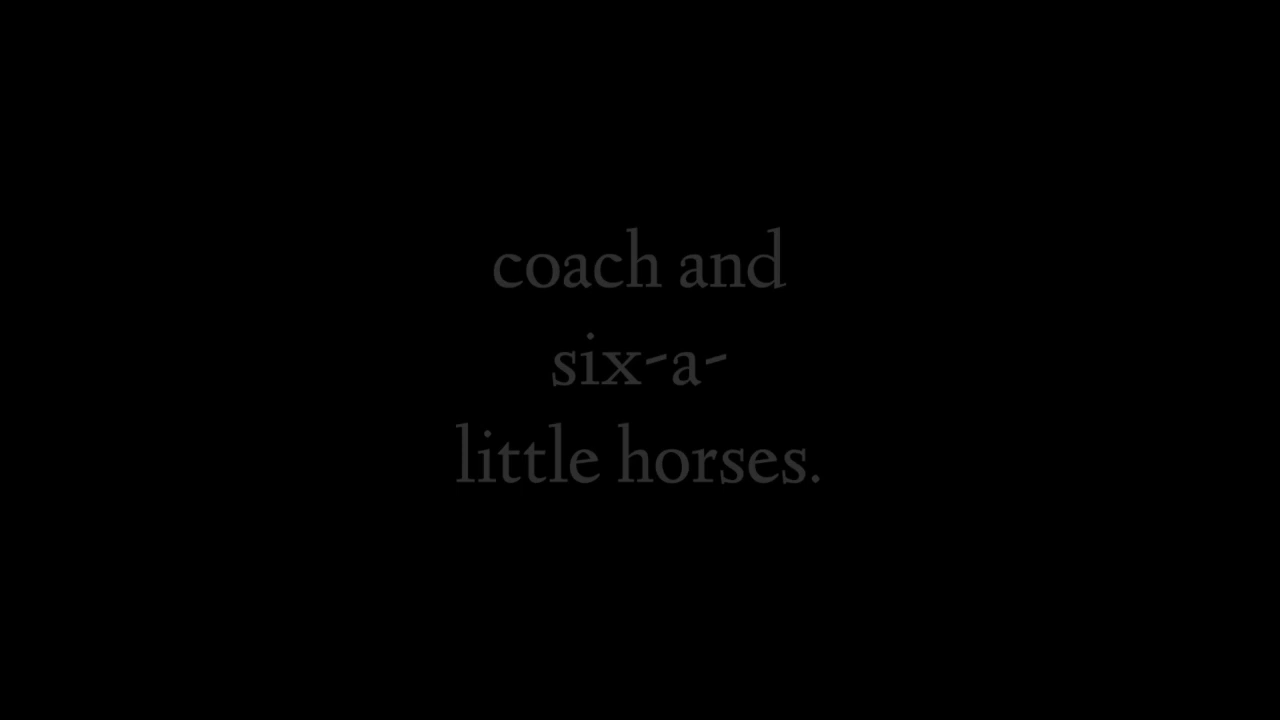 coach and
six-a-
little horses.